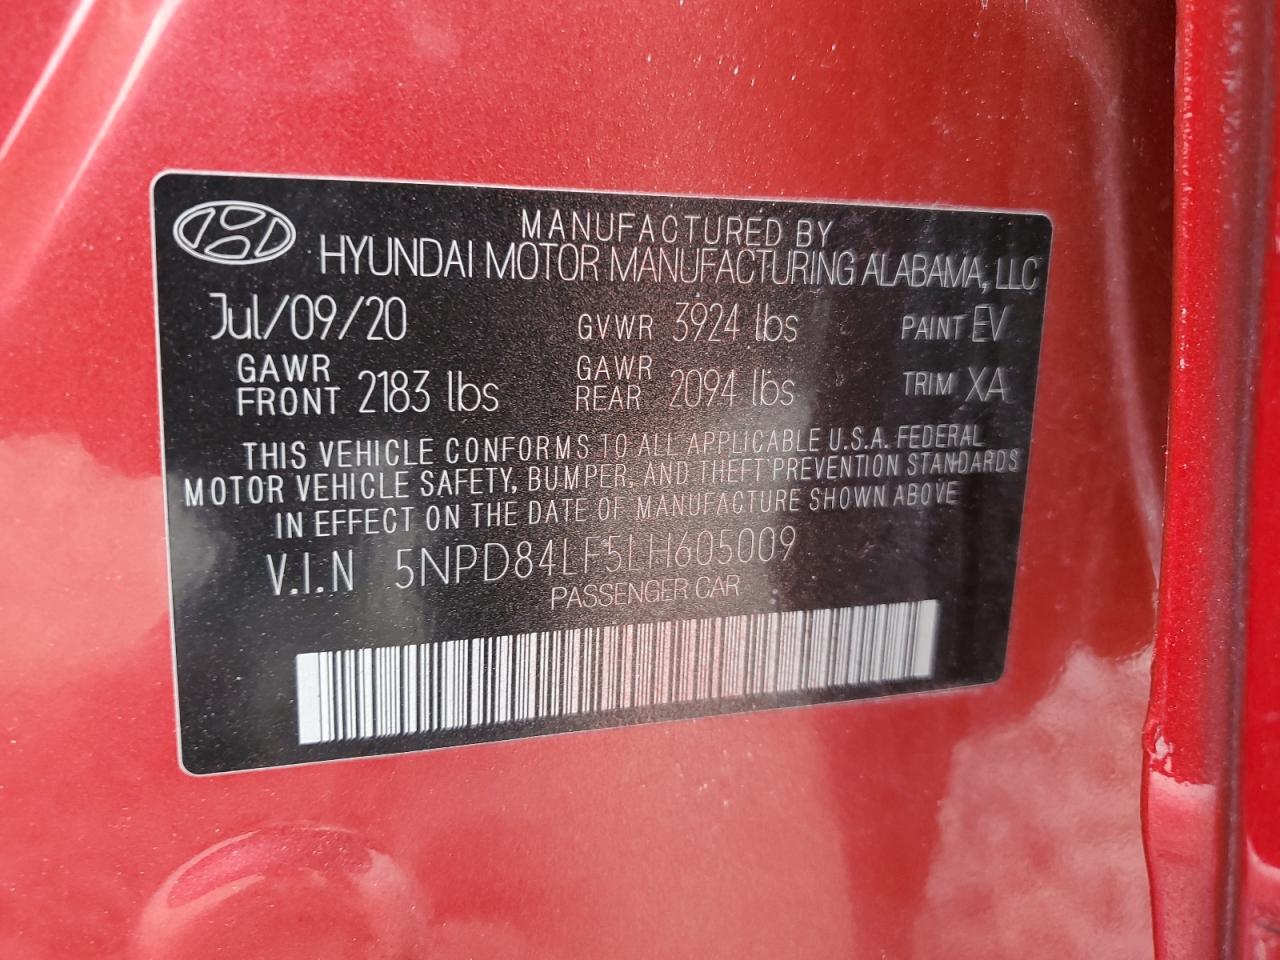 MANUFACTURED BY
HYUNDAI MOTOR MANUFACTURING ALABAMA, LLC
Jul/09/20 GVWR 3924 lbs PAINT EV
GAWR FRONT 2183 lbs GAWR REAR 2094 lbs TRIM XA
THIS VEHICLE CONFORMS TO ALL APPLICABLE U.S.A. FEDERAL
MOTOR VEHICLE SAFETY, BUMPER, AND THEFT PREVENTION STANDARDS
IN EFFECT ON THE DATE OF MANUFACTURE SHOWN ABOVE
V.I.N 5NPD84LF5LH605009
PASSENGER CAR